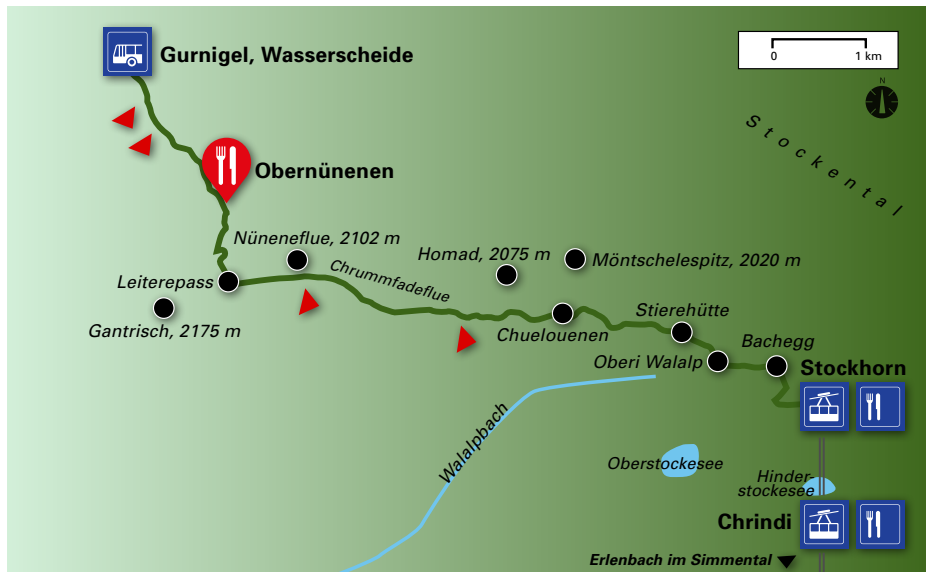 Gurnigel, Wasserscheide
0 1 km
N
Stockental
Obernünenen
Nüneneflue, 2102 m
Homad, 2075 m
Möntschelespitz, 2020 m
Leiterepass
Chrummfadeflue
Gantrisch, 2175 m
Chuelouenen
Stierehütte
Oberi Walalp
Bachegg
Stockhorn
Walalpbach
Oberstockesee
Hinder-
stockesee
Chrindi
Erlenbach im Simmental